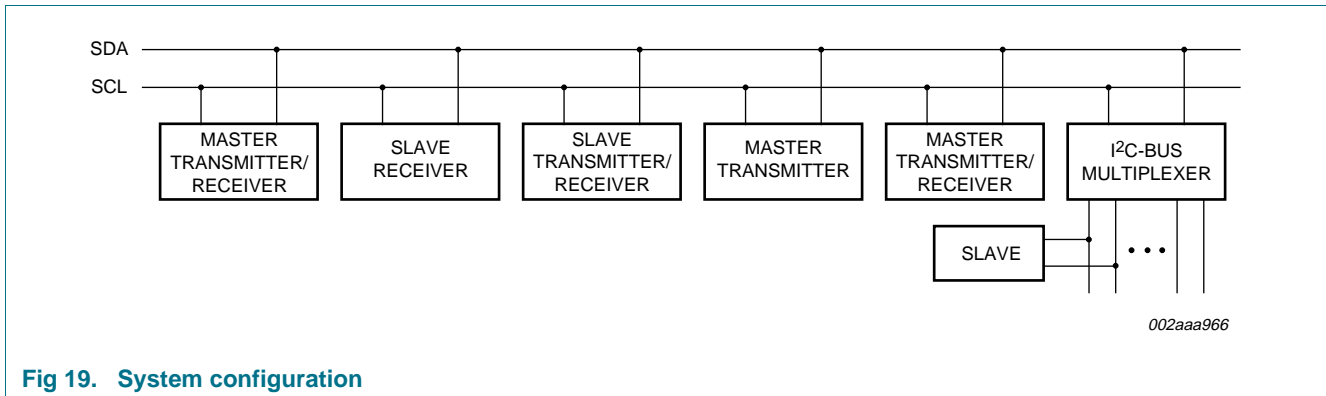 SDA
SCL
MASTER
TRANSMITTER/
RECEIVER
SLAVE
RECEIVER
SLAVE
TRANSMITTER/
RECEIVER
MASTER
TRANSMITTER
MASTER
TRANSMITTER/
RECEIVER
I²C-BUS
MULTIPLEXER
SLAVE
002aaa966
Fig 19. System configuration